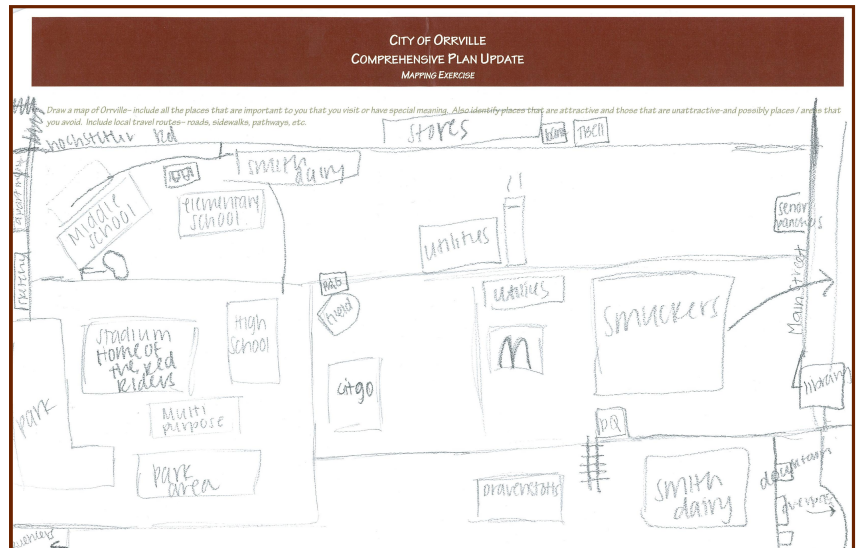 CITY OF ORRVILLE
COMPREHENSIVE PLAN UPDATE
MAPPING EXERCISE
Draw a map of Orrville- include all the places that are important to you that you visit or have special meaning. Also identify places that are attractive and those that are unattractive-and possibly places / areas that
you avoid. Include local travel routes- roads, sidewalks, pathways, etc.
stores
Rd
smith
dairy
Middle
school
elementary
school
utilities
senor
Main street
utilities
field
High
school
smuckers
stadium
Home of
the Red
Riders
M
citgo
library
park
Multi
purpose
DQ
park
area
smith
dairy
downtown